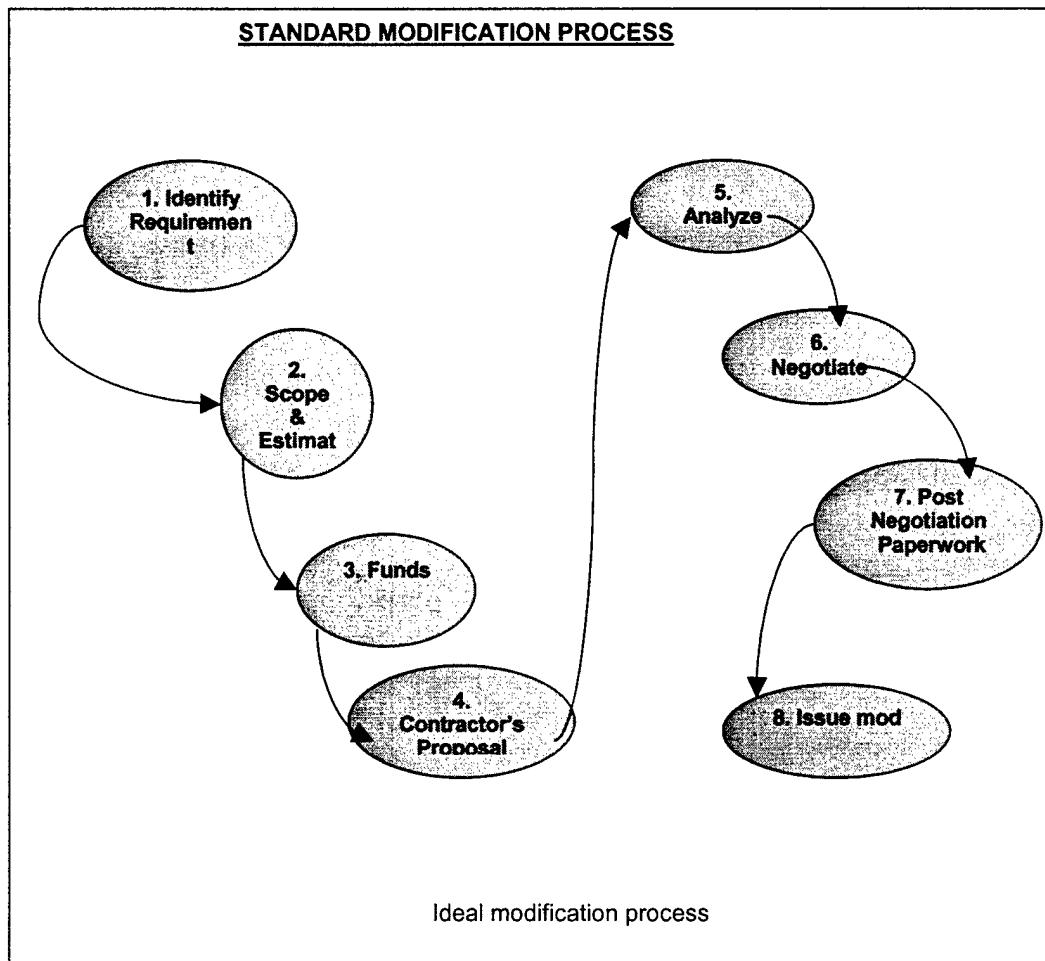 STANDARD MODIFICATION PROCESS
1. Identify
Requiremen
t
2.
Scope
&
Estimat
3. Funds
4.
Contractor's
Proposal
5.
Analyze
6.
Negotiate
7. Post
Negotiation
Paperwork
8. Issue mod
Ideal modification process